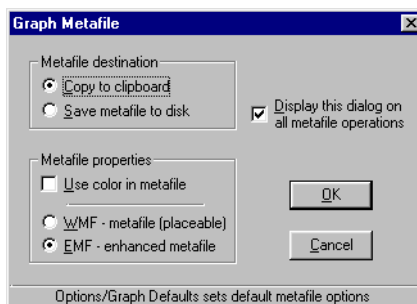 Graph Metafile
Metafile destination
Copy to clipboard
Save metafile to disk
Display this dialog on
all metafile operations
Metafile properties
Use color in metafile
WMF - metafile (placeable)
EMF - enhanced metafile
OK
Cancel
Options/Graph Defaults sets default metafile options